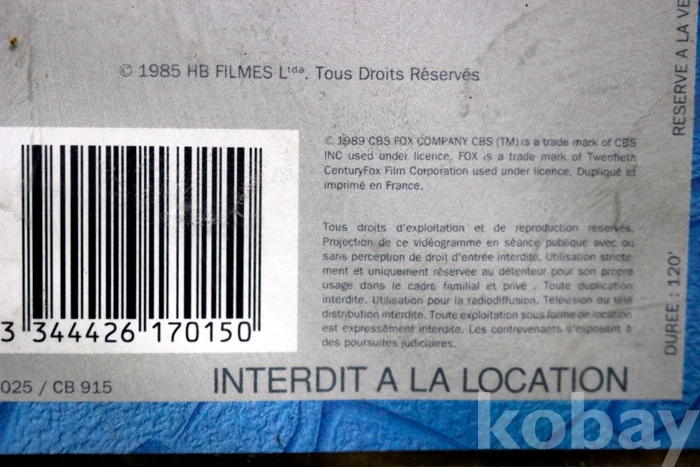 © 1985 HB FILMES Ltda. Tous Droits Réservés
© 1989 CBS FOX COMPANY CBS (TM) is a trade mark of CBS
INC used under licence. FOX is a trade mark of Twentieth
CenturyFox Film Corporation used under licence. Dupliqué et
imprimé en France.
Tous droits d'exploitation et de reproduction réservés.
Projection de ce vidéogramme en séance publique avec ou
sans perception de droit d'entrée interdite. Utilisation stricte
ment et uniquement réservée au détenteur pour son propre
usage dans le cadre familial et privé . Toute duplication
interdite. Utilisation pour la radiodiffusion. Télévision ou télé
distribution interdite. Toute exploitation sous forme de location
est expressément interdite. Les contrevenants s'exposent à
des poursuites judiciaires.
3 344426 170150
025 / CB 915
INTERDIT A LA LOCATION
RESERVE A LA VE
DUREE : 120'
kobay